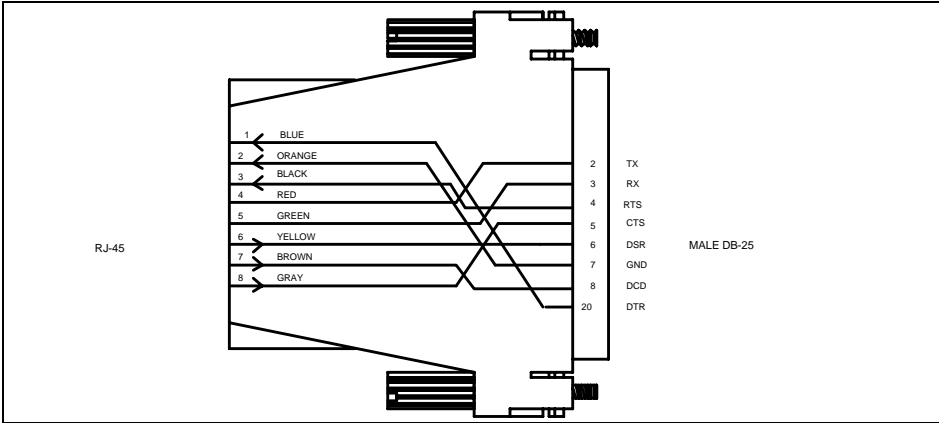 1 BLUE
2 ORANGE
3 BLACK
4 RED
5 GREEN
6 YELLOW
7 BROWN
8 GRAY
RJ-45
2 TX
3 RX
4 RTS
5 CTS
6 DSR
7 GND
8 DCD
20 DTR
MALE DB-25